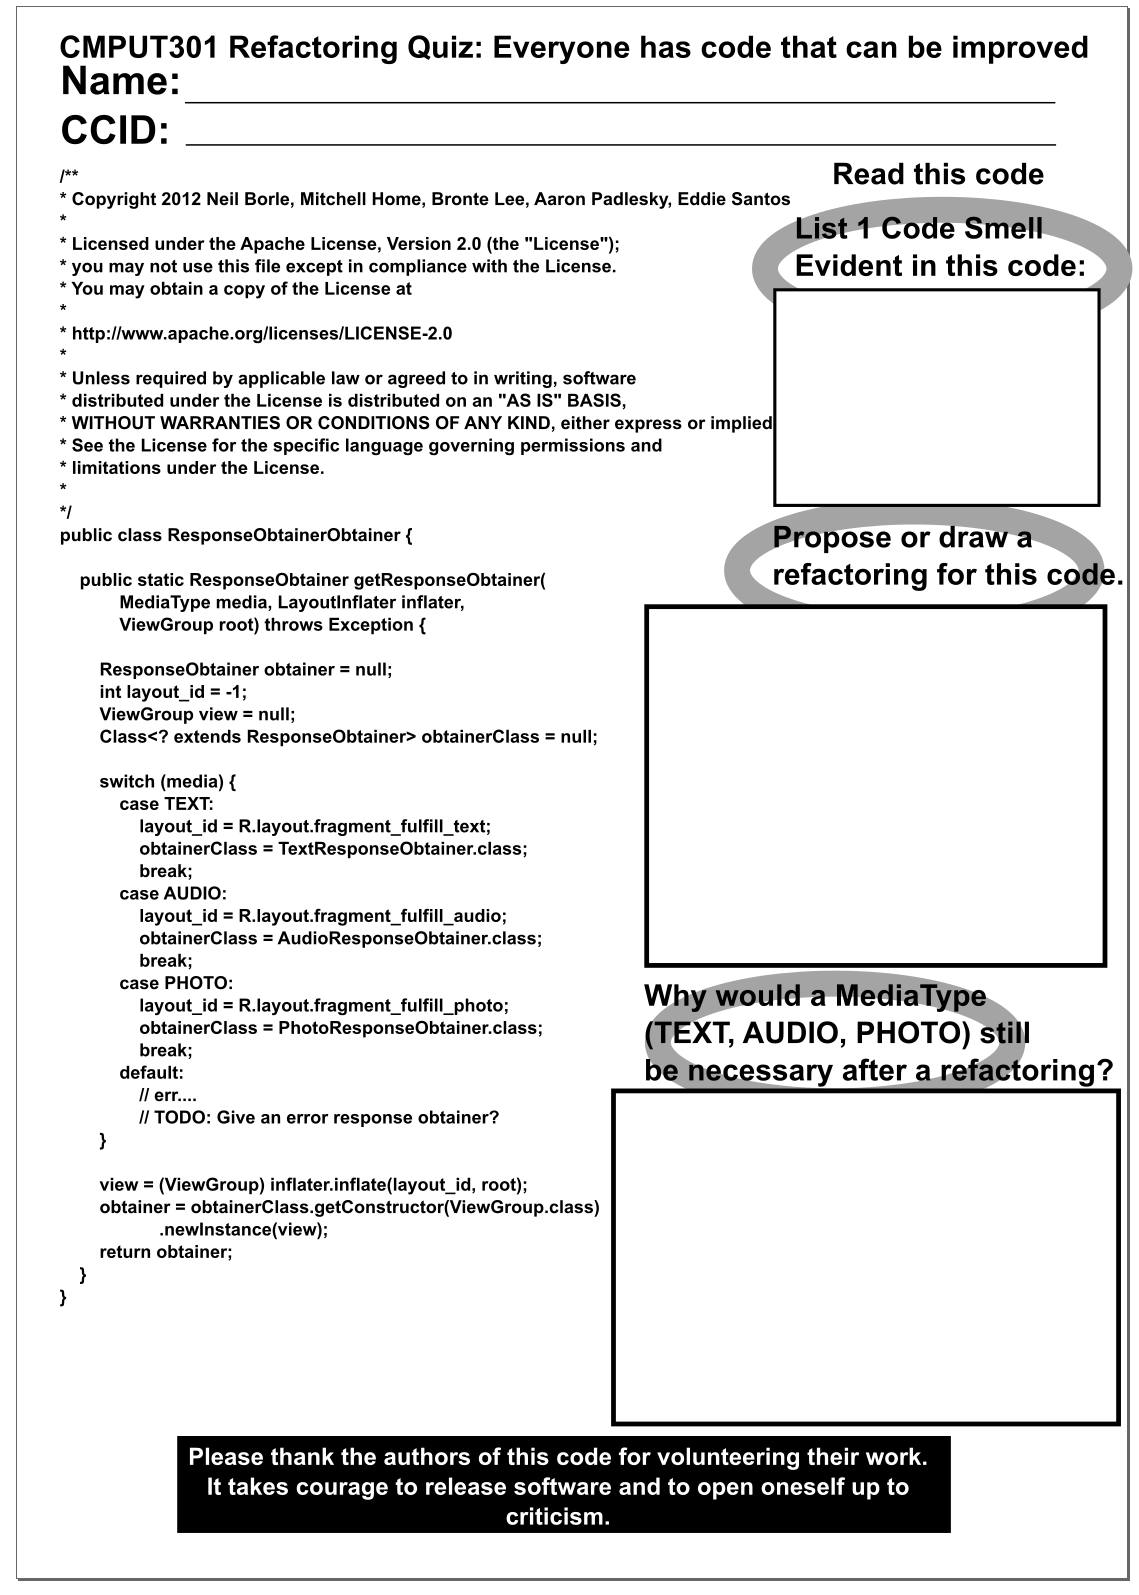 CMPUT301 Refactoring Quiz: Everyone has code that can be improved
Name:
CCID:
/**
* Copyright 2012 Neil Borle, Mitchell Home, Bronte Lee, Aaron Padlesky, Eddie Santos
*
* Licensed under the Apache License, Version 2.0 (the "License");
* you may not use this file except in compliance with the License.
* You may obtain a copy of the License at
*
* http://www.apache.org/licenses/LICENSE-2.0
*
* Unless required by applicable law or agreed to in writing, software
* distributed under the License is distributed on an "AS IS" BASIS,
* WITHOUT WARRANTIES OR CONDITIONS OF ANY KIND, either express or implied
* See the License for the specific language governing permissions and
* limitations under the License.
*
*/
public class ResponseObtainerObtainer {
public static ResponseObtainer getResponseObtainer(
MediaType media, LayoutInflater inflater,
ViewGroup root) throws Exception {
ResponseObtainer obtainer = null;
int layout_id = -1;
ViewGroup view = null;
Class<? extends ResponseObtainer> obtainerClass = null;
switch (media) {
case TEXT:
layout_id = R.layout.fragment_fulfill_text;
obtainerClass = TextResponseObtainer.class;
break;
case AUDIO:
layout_id = R.layout.fragment_fulfill_audio;
obtainerClass = AudioResponseObtainer.class;
break;
case PHOTO:
layout_id = R.layout.fragment_fulfill_photo;
obtainerClass = PhotoResponseObtainer.class;
break;
default:
// err....
// TODO: Give an error response obtainer?
}
view = (ViewGroup) inflater.inflate(layout_id, root);
obtainer = obtainerClass.getConstructor(ViewGroup.class)
.newInstance(view);
return obtainer;
}
}
Read this code
List 1 Code Smell
Evident in this code:
Propose or draw a
refactoring for this code.
Why would a MediaType
(TEXT, AUDIO, PHOTO) still
be necessary after a refactoring?
Please thank the authors of this code for volunteering their work.
It takes courage to release software and to open oneself up to
criticism.